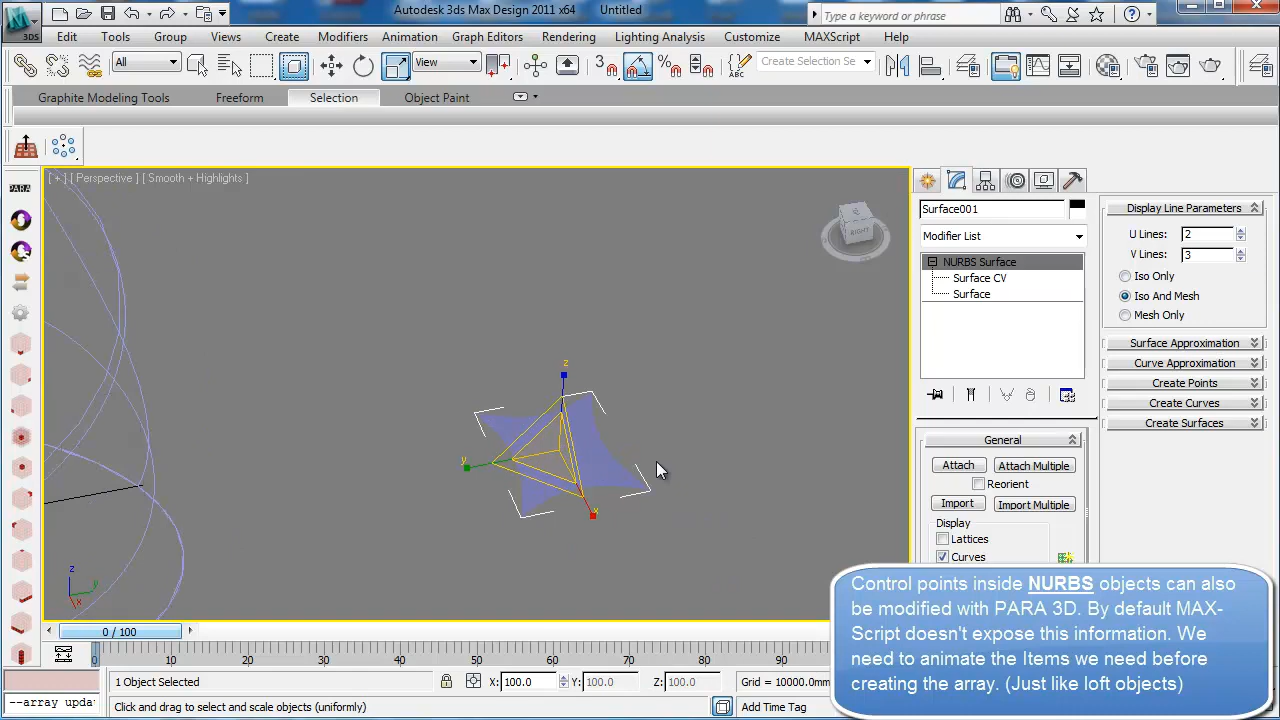 Autodesk 3ds Max Design 2011 x64 Untitled
Type a keyword or phrase
3DS
Edit Tools Group Views Create Modifiers Animation Graph Editors Rendering Lighting Analysis Customize MAXScript Help
All View 3 Create Selection Se
Graphite Modeling Tools Freeform Selection Object Paint
PARA
[ + ] [ Perspective ] [ Smooth + Highlights ]
RIGHT
z
y
x
z
y
x
Surface001
Modifier List
NURBS Surface
Surface CV
Surface
General
Attach Attach Multiple
Reorient
Import Import Multiple
Display
Lattices
Curves
Display Line Parameters
U Lines: 2
V Lines: 3
Iso Only
Iso And Mesh
Mesh Only
Surface Approximation
Curve Approximation
Create Points
Create Curves
Create Surfaces
Control points inside NURBS objects can also
be modified with PARA 3D. By default MAX-
Script doesn't expose this information. We
need to animate the Items we need before
creating the array. (Just like loft objects)
0 / 100
0 10 20 30 40 50 60 70 80 90
1 Object Selected X: 100.0 Y: 100.0 Z: 100.0 Grid = 10000.0mm
--array upda
Click and drag to select and scale objects (uniformly) Add Time Tag